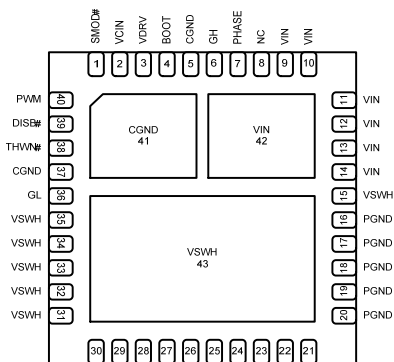 SMOD# VCIN VDRV BOOT CGND GH PHASE NC VIN VIN
1 2 3 4 5 6 7 8 9 10
PWM 40 11 VIN
DISB# 39 CGND 41 VIN 42 12 VIN
THWN# 38 13 VIN
CGND 37 14 VIN
GL 36 15 VSWH
VSWH 35 16 PGND
VSWH 34 17 PGND
VSWH 33 VSWH 43 18 PGND
VSWH 32 19 PGND
VSWH 31 20 PGND
30 29 28 27 26 25 24 23 22 21